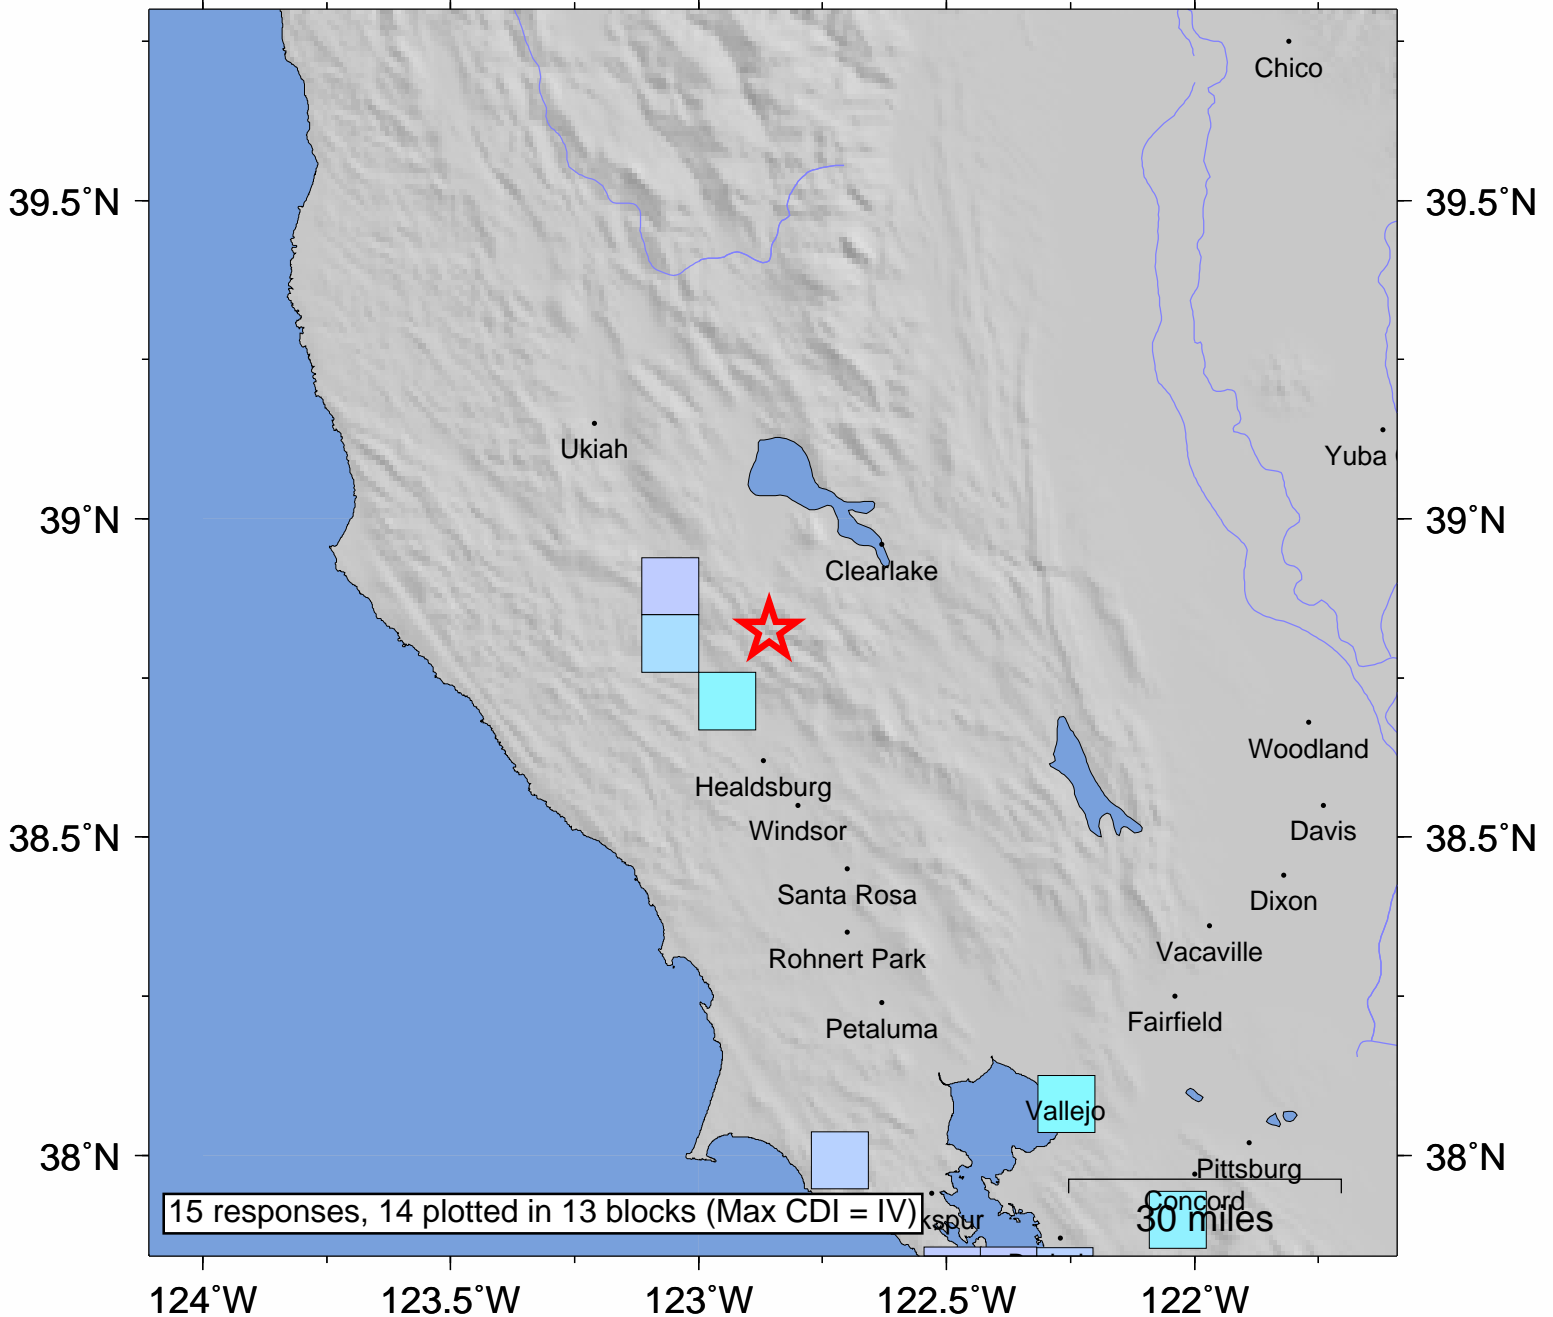 Chico
39.5°N
39.5°N
Ukiah
Yuba
39°N
39°N
Clearlake
Woodland
Healdsburg
Windsor
38.5°N
Davis
38.5°N
Santa Rosa
Dixon
Rohnert Park
Vacaville
Petaluma
Fairfield
Vallejo
38°N
Pittsburg
38°N
Concord
15 responses, 14 plotted in 13 blocks (Max CDI = IV)
kspur
30 miles
124°W
123.5°W
123°W
122.5°W
122°W